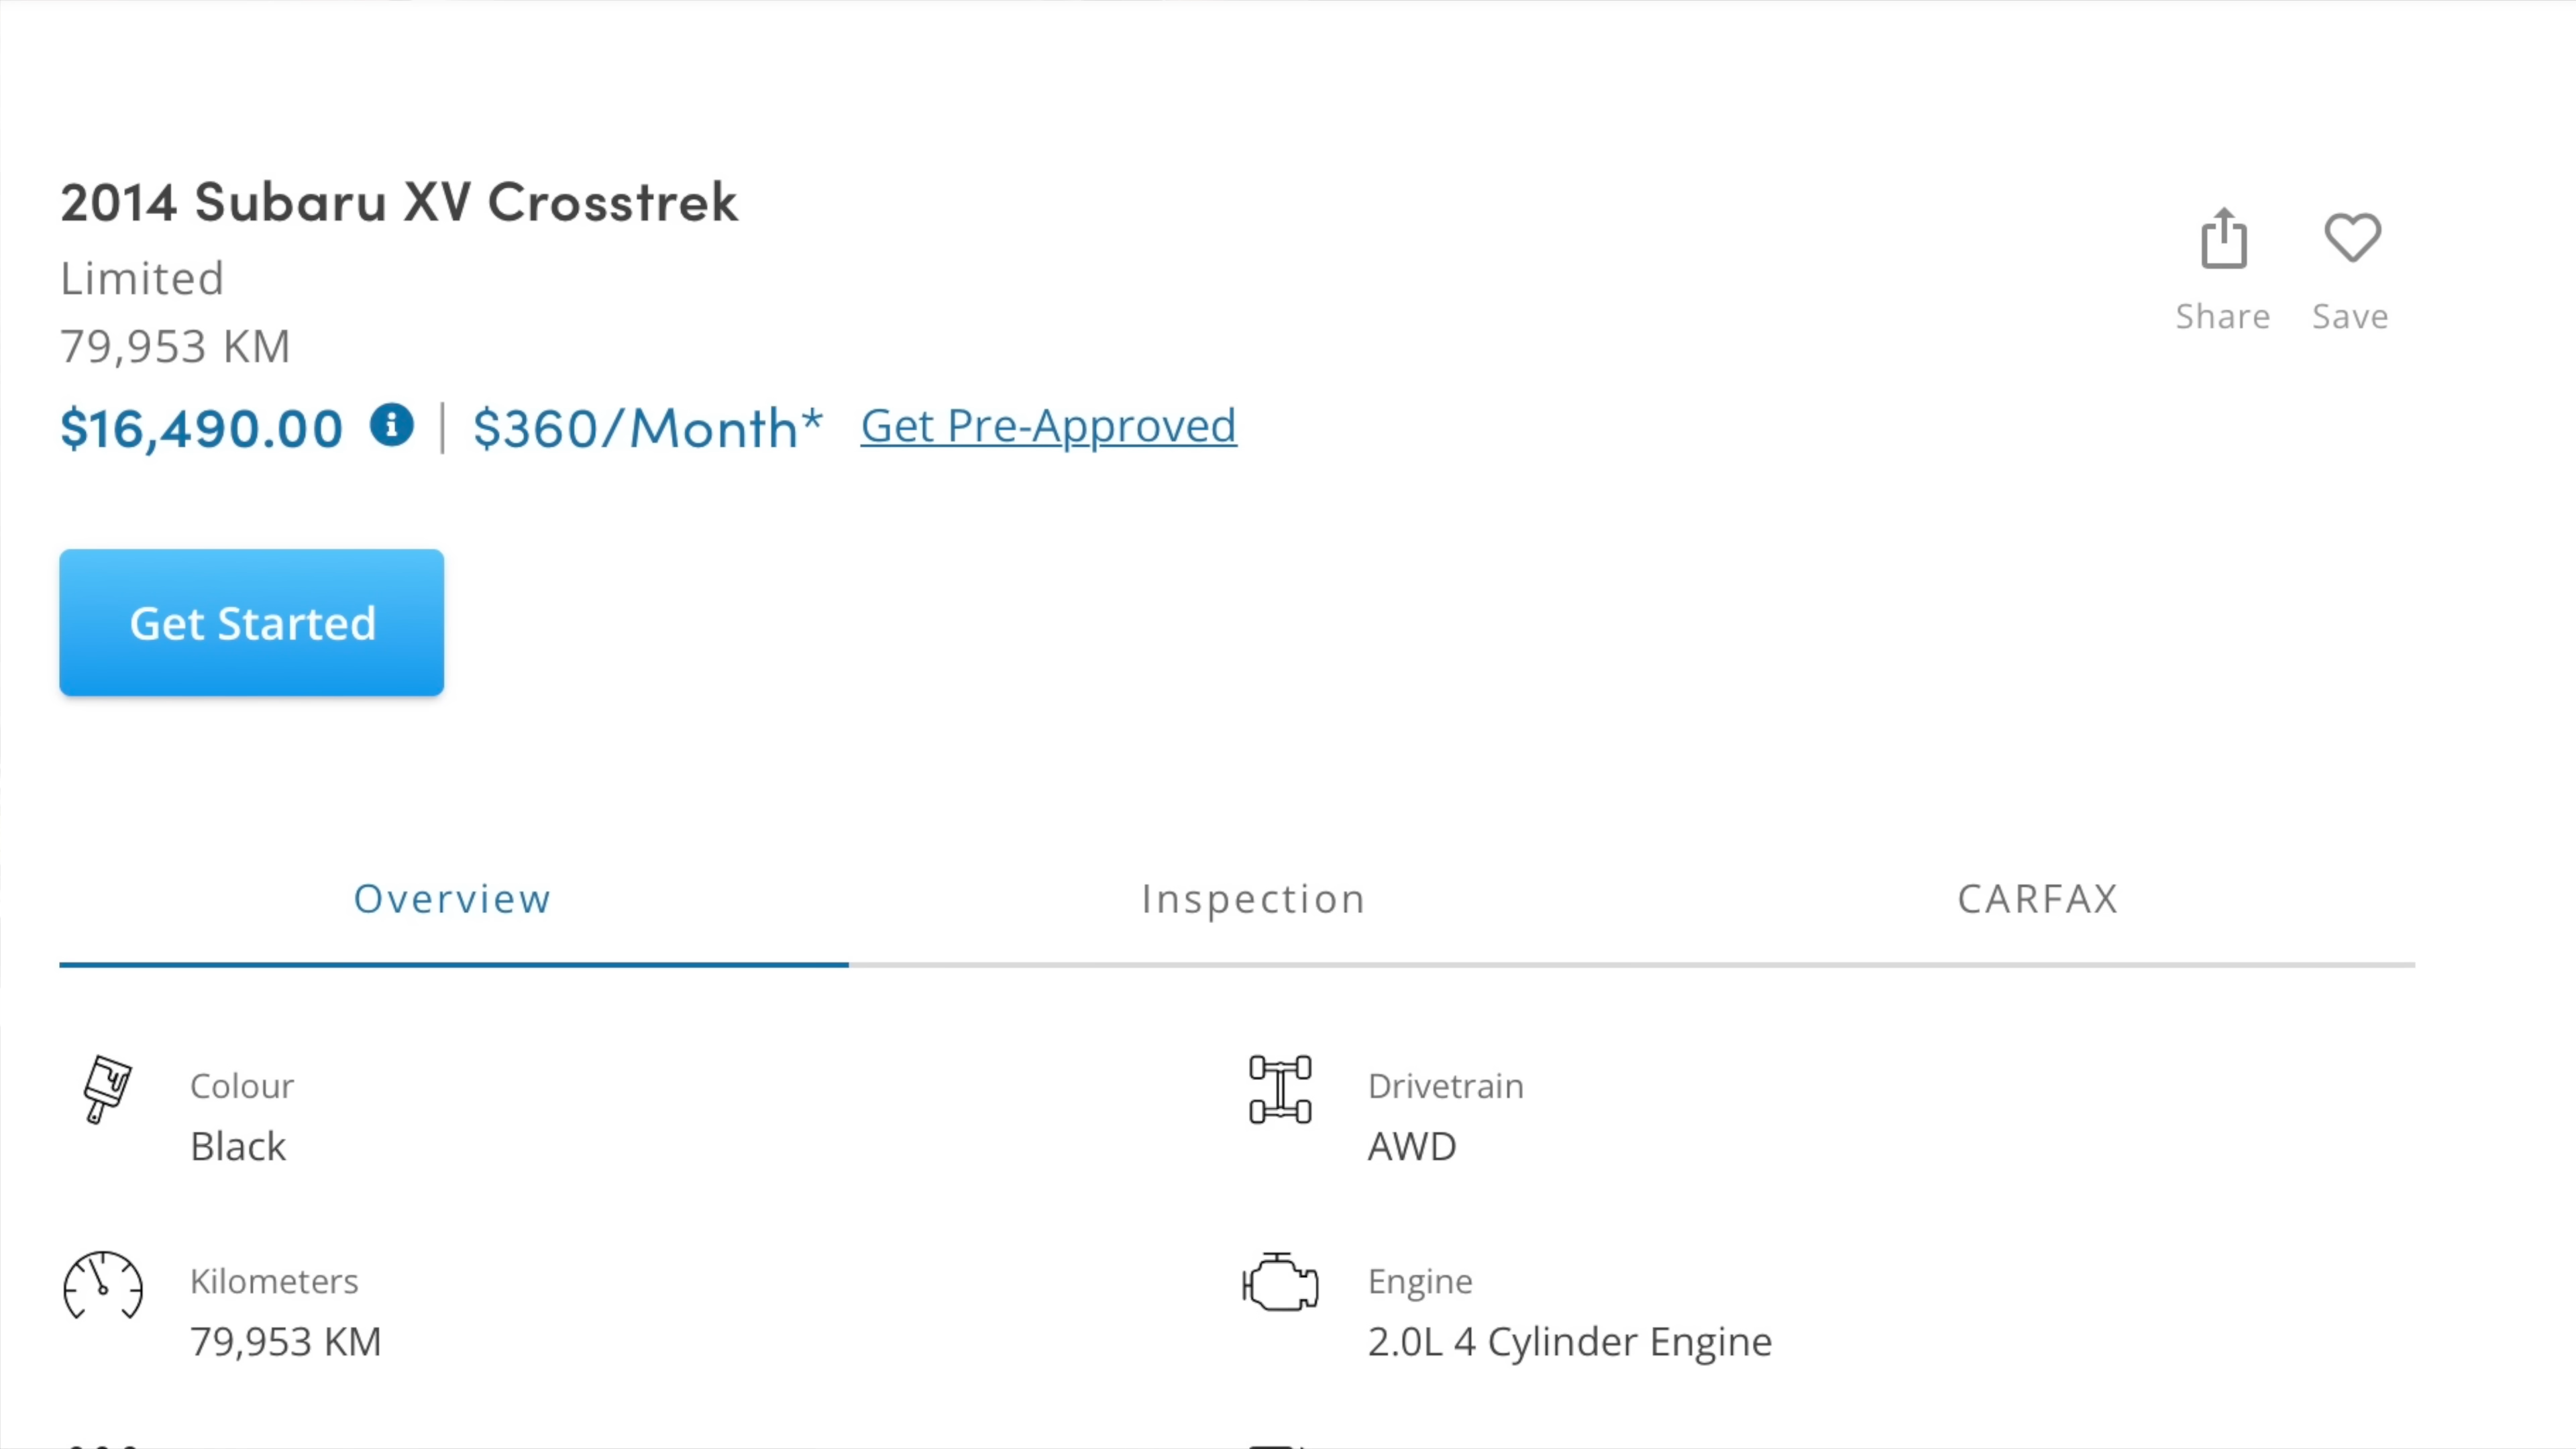 2014 Subaru XV Crosstrek
Limited
79,953 KM
$16,490.00 | $360/Month* Get Pre-Approved
Share Save
Get Started
Overview Inspection CARFAX
Colour
Black
Drivetrain
AWD
Kilometers
79,953 KM
Engine
2.0L 4 Cylinder Engine